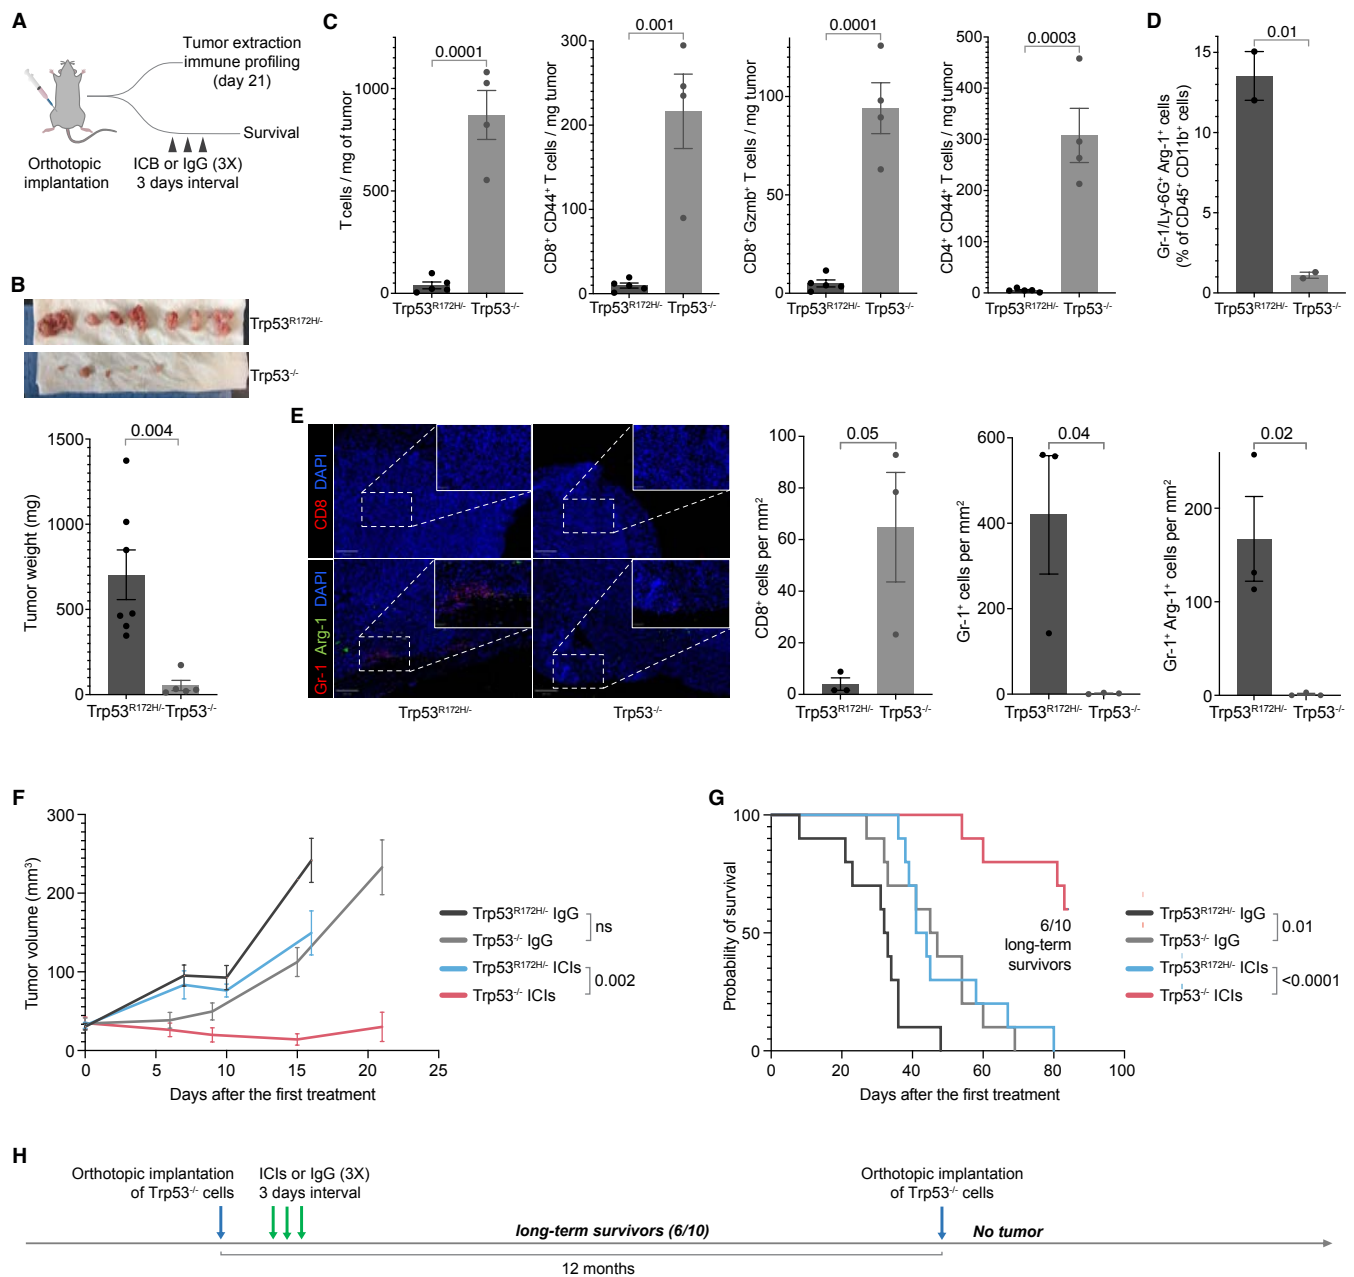 A
Tumor extraction
immune profiling
(day 21)
Survival
Orthotopic
implantation
ICB or IgG (3X)
3 days interval
B
Trp53R172H/-
Trp53-/-
0.004
Tumor weight (mg)
1500
1000
500
0
Trp53R172H/- Trp53-/-
C
0.0001
T cells / mg of tumor
1000
500
0
Trp53R172H/- Trp53-/-
0.001
CD8+ CD44+ T cells / mg tumor
300
200
100
0
Trp53R172H/- Trp53-/-
0.0001
CD8+ Gzmb+ T cells / mg tumor
100
50
0
Trp53R172H/- Trp53-/-
0.0003
CD4+ CD44+ T cells / mg tumor
500
400
300
200
100
0
Trp53R172H/- Trp53-/-
D
0.01
Gr-1/Ly-6G+ Arg-1+ cells
(% of CD45+ CD11b+ cells)
15
10
5
0
Trp53R172H/- Trp53-/-
E
CD8 DAPI
Gr-1 Arg-1 DAPI
Trp53R172H/-
Trp53-/-
0.05
CD8+ cells per mm2
100
80
60
40
20
0
Trp53R172H/- Trp53-/-
0.04
Gr-1+ cells per mm2
600
400
200
0
Trp53R172H/- Trp53-/-
0.02
Gr-1+ Arg-1+ cells per mm2
200
100
0
Trp53R172H/- Trp53-/-
F
Tumor volume (mm3)
300
200
100
0
0 5 10 15 20 25
Days after the first treatment
Trp53R172H/- IgG
Trp53-/- IgG
ns
Trp53R172H/- ICIs
Trp53-/- ICIs
0.002
G
Probability of survival
100
50
0
0 20 40 60 80 100
Days after the first treatment
6/10
long-term
survivors
Trp53R172H/- IgG
Trp53-/- IgG
0.01
Trp53R172H/- ICIs
Trp53-/- ICIs
<0.0001
H
Orthotopic implantation
of Trp53-/- cells
ICIs or IgG (3X)
3 days interval
long-term survivors (6/10)
Orthotopic implantation
of Trp53-/- cells
No tumor
12 months